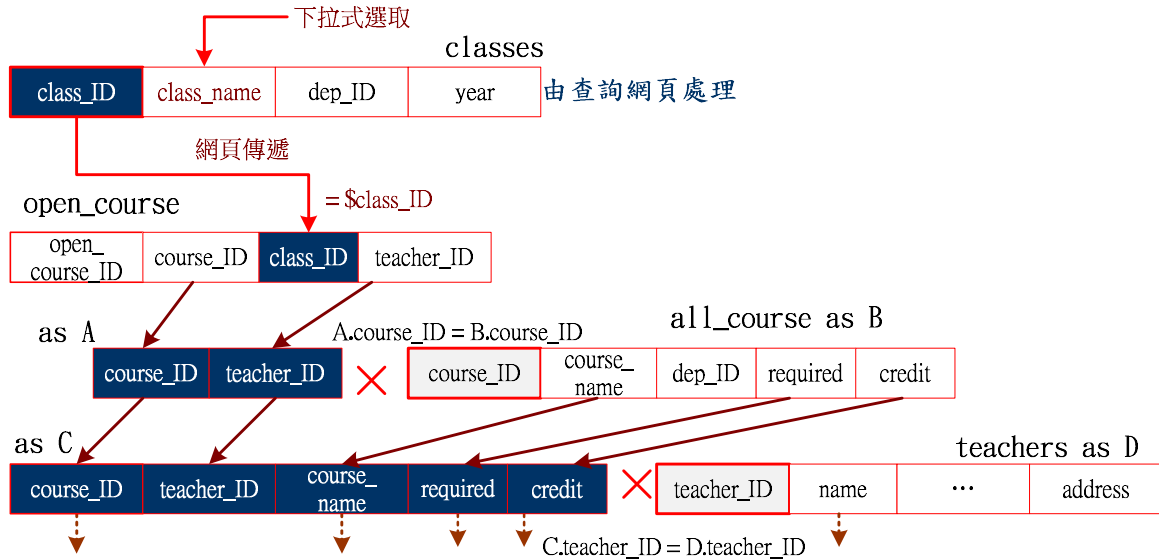 下拉式選取
classes
class_ID class_name dep_ID year 由查詢網頁處理
網頁傳遞
= $class_ID
open_course
open_
course_ID course_ID class_ID teacher_ID
as A A.course_ID = B.course_ID all_course as B
course_ID teacher_ID course_ID course_
name dep_ID required credit
as C teachers as D
course_ID teacher_ID course_
name required credit teacher_ID name ... address
C.teacher_ID = D.teacher_ID